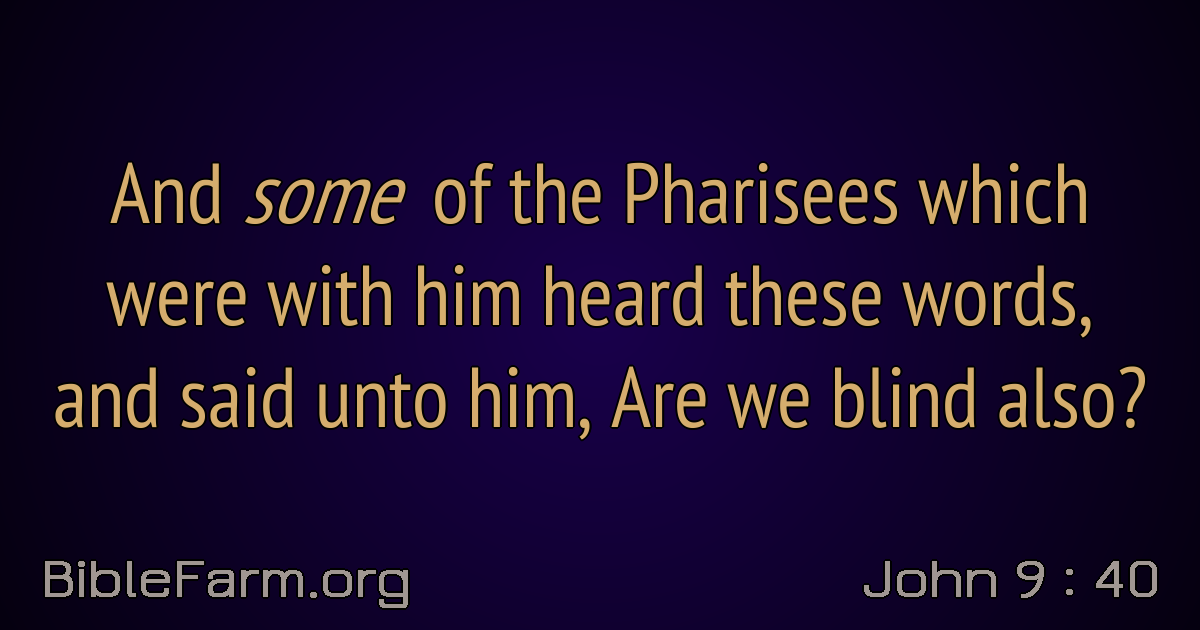 And some of the Pharisees which
were with him heard these words,
and said unto him, Are we blind also?
BibleFarm.org
John 9 : 40